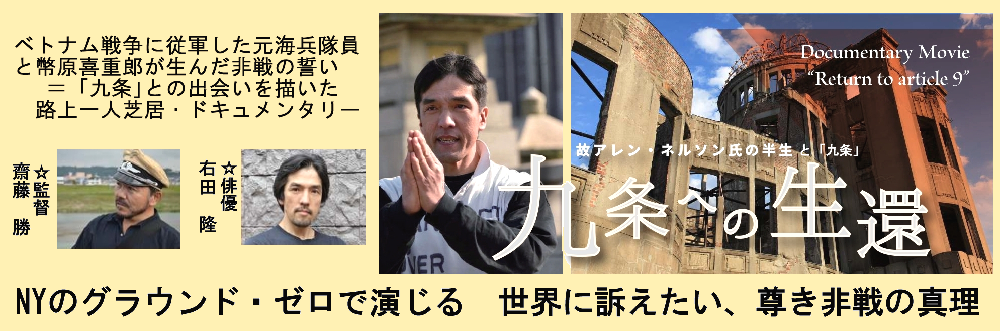 ベトナム戦争に従軍した元海兵隊員
と幣原喜重郎が生んだ非戦の誓い
＝「九条」との出会いを描いた
路上一人芝居・ドキュメンタリー
☆監督
齋藤 勝
☆俳優
右田 隆
Documentary Movie
“Return to article 9”
故アレン・ネルソン氏の半生と「九条」
九条への生還
VER
NYのグラウンド・ゼロで演じる 世界に訴えたい、尊き非戦の真理